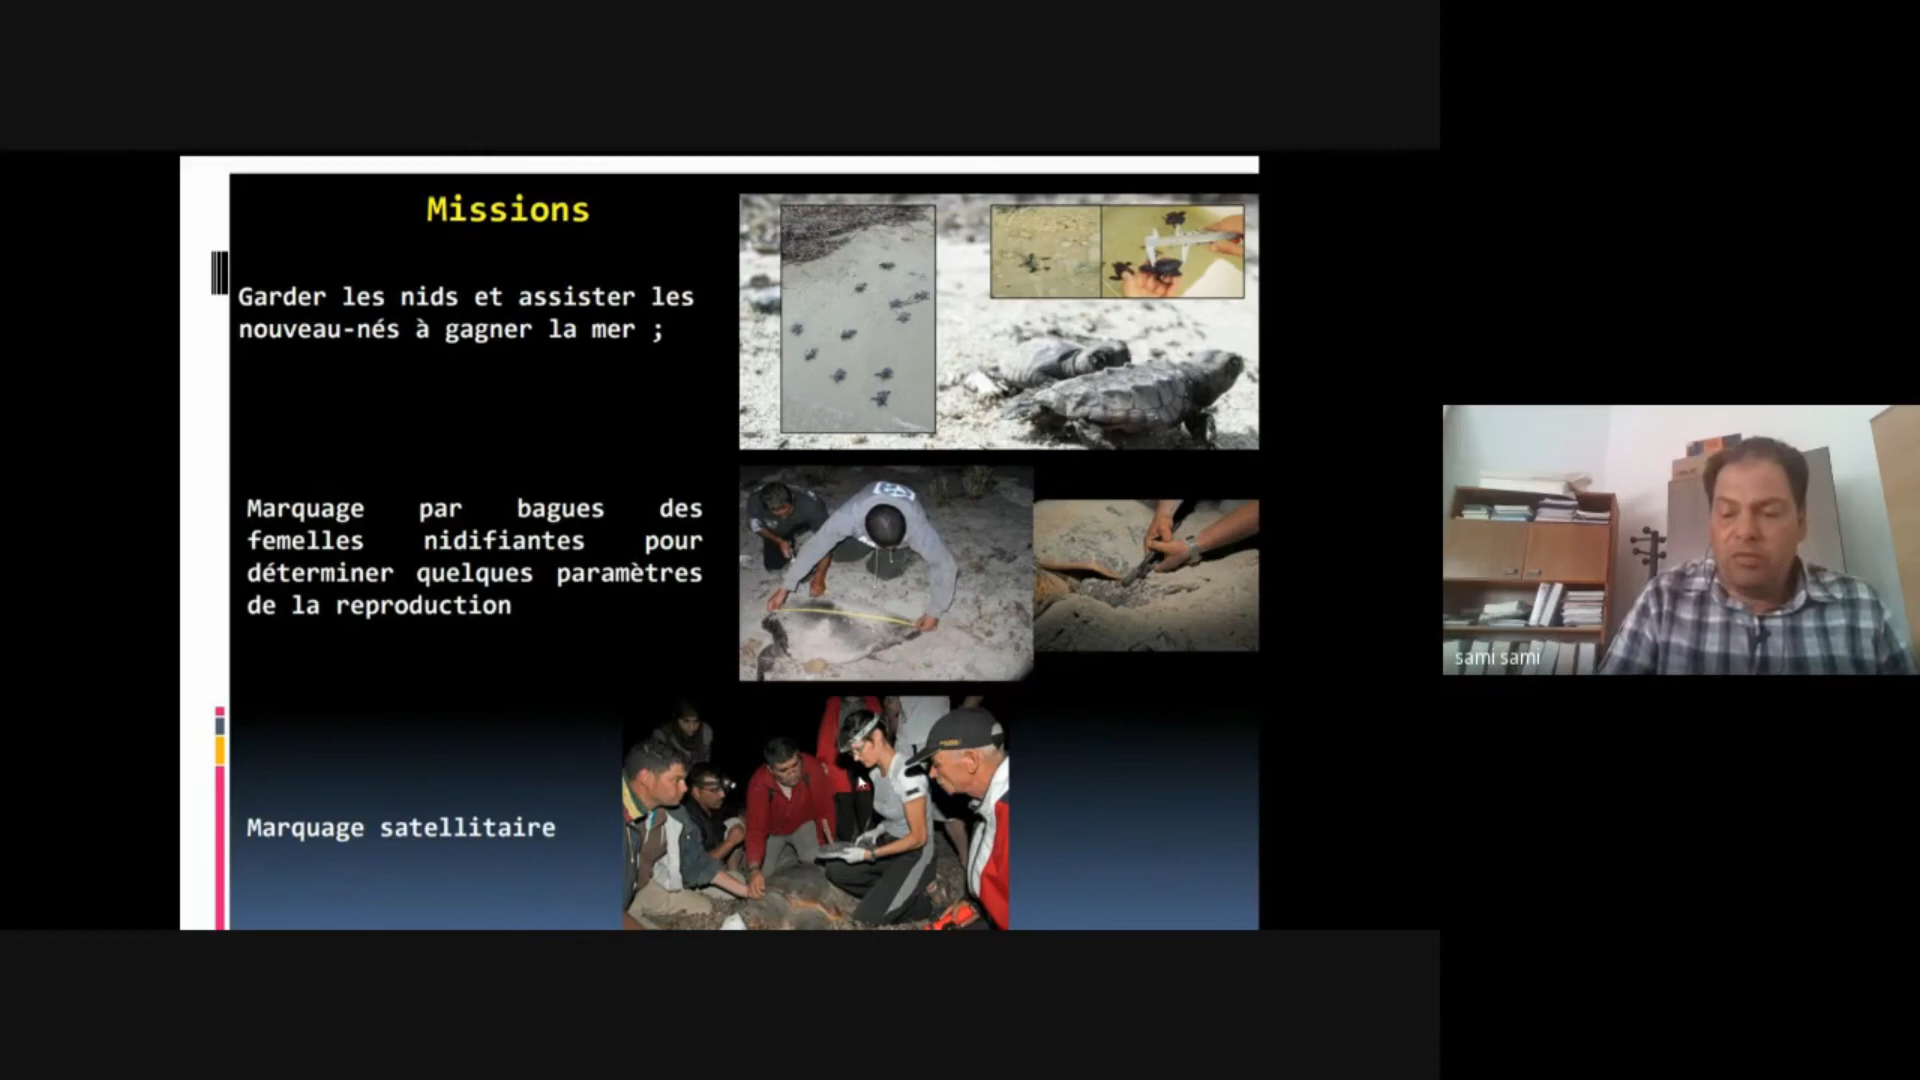 Missions
Garder les nids et assister les
nouveau-nés à gagner la mer ;
Marquage par bagues des
femelles nidifiantes pour
déterminer quelques paramètres
de la reproduction
Marquage satellitaire
sami sami